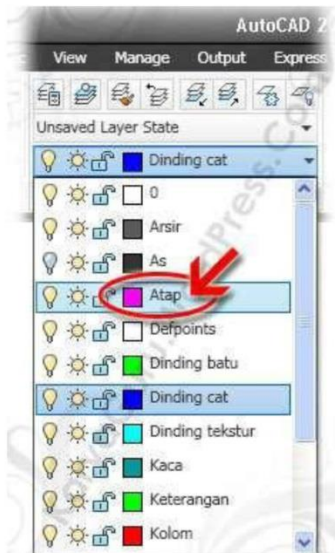 AutoCAD 2
View Manage Output Express
Unsaved Layer State
Dinding cat
0
Arsir
As
Atap
Defpoints
Dinding batu
Dinding cat
Dinding tekstur
Kaca
Keterangan
Kolom